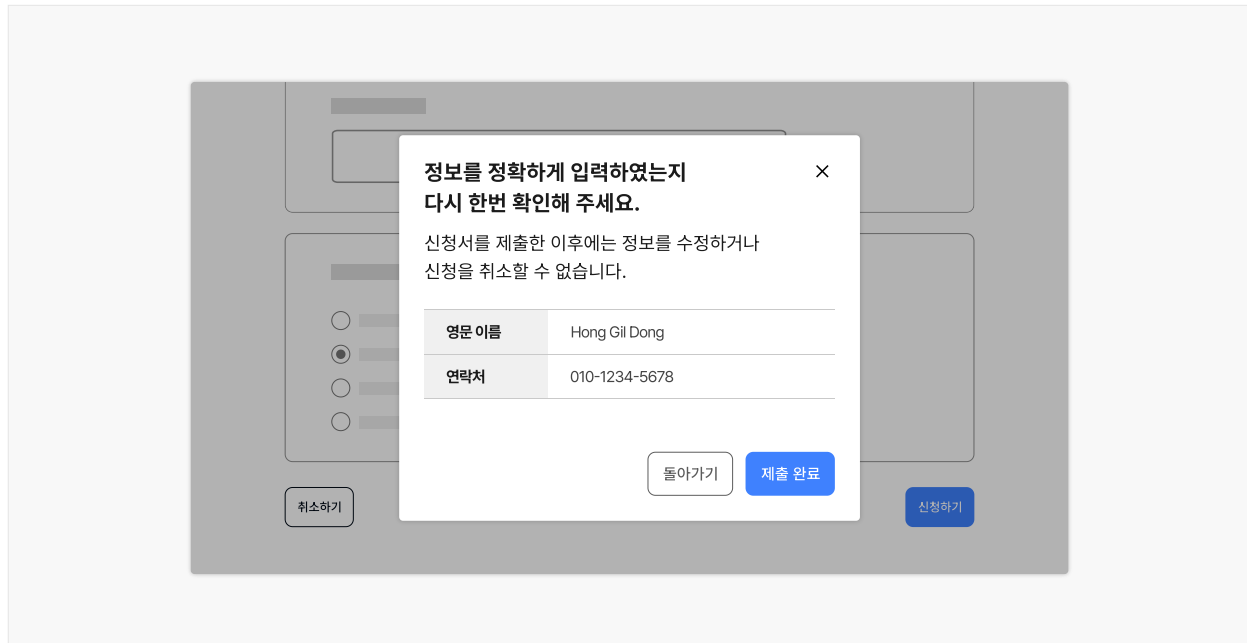 정보를 정확하게 입력하였는지
다시 한번 확인해 주세요.
신청서를 제출한 이후에는 정보를 수정하거나
신청을 취소할 수 없습니다.
영문 이름 Hong Gil Dong
연락처 010-1234-5678
돌아가기 제출 완료
취소하기 신청하기